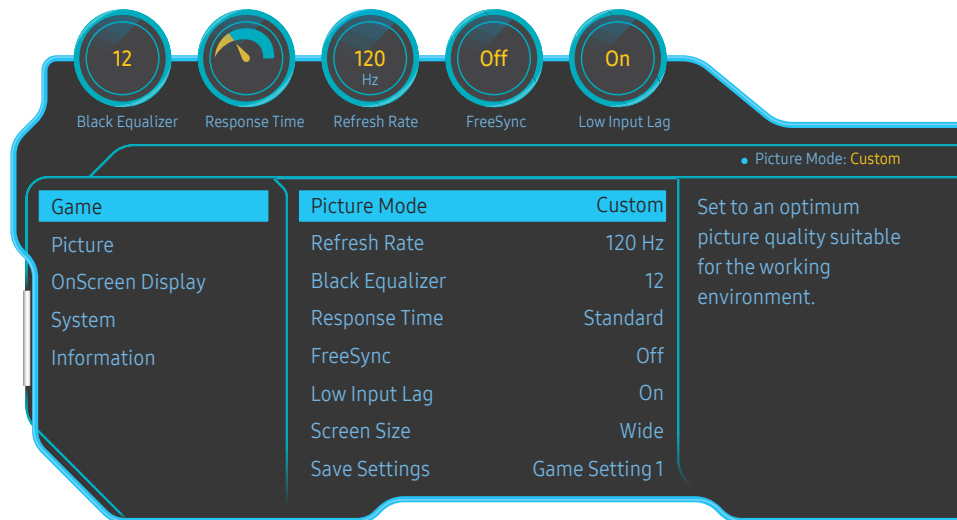 12
120
Hz
Off
On
Black Equalizer
Response Time
Refresh Rate
FreeSync
Low Input Lag
Picture Mode: Custom
Game
Picture
OnScreen Display
System
Information
Picture Mode Custom
Refresh Rate 120 Hz
Black Equalizer 12
Response Time Standard
FreeSync Off
Low Input Lag On
Screen Size Wide
Save Settings Game Setting 1
Set to an optimum
picture quality suitable
for the working
environment.